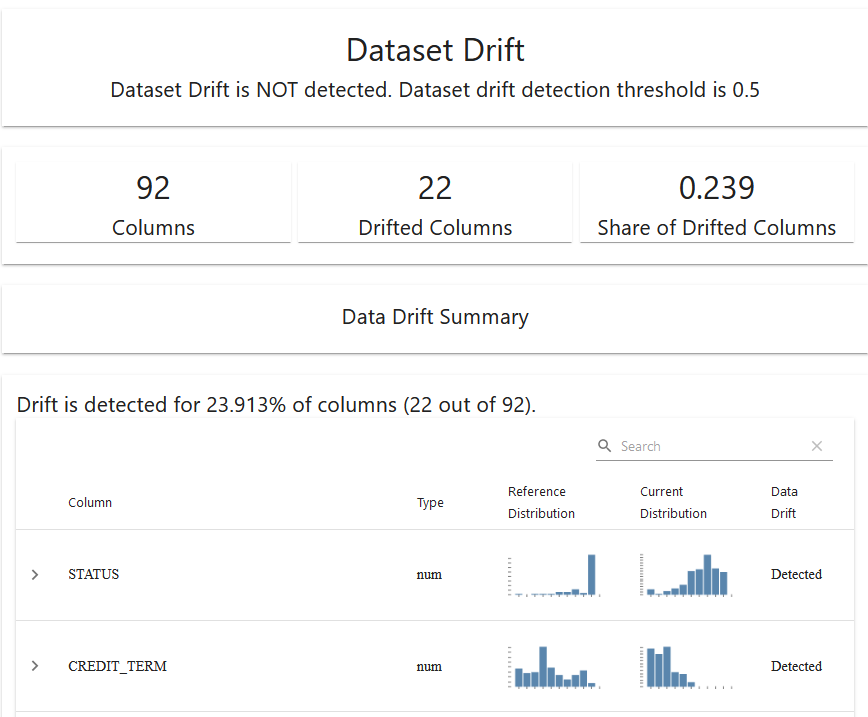 Dataset Drift
Dataset Drift is NOT detected. Dataset drift detection threshold is 0.5
92
Columns
22
Drifted Columns
0.239
Share of Drifted Columns
Data Drift Summary
Drift is detected for 23.913% of columns (22 out of 92).
Search
Column
Type
Reference
Distribution
Current
Distribution
Data
Drift
STATUS
num
Detected
CREDIT_TERM
num
Detected